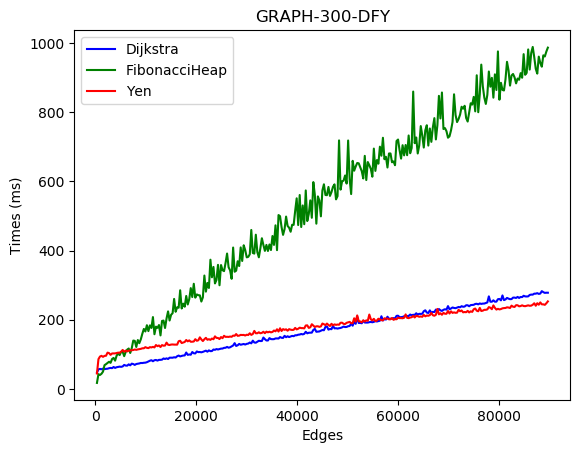 GRAPH-300-DFY
Dijkstra
FibonacciHeap
Yen
1000
800
600
400
200
0
Times (ms)
0 20000 40000 60000 80000
Edges